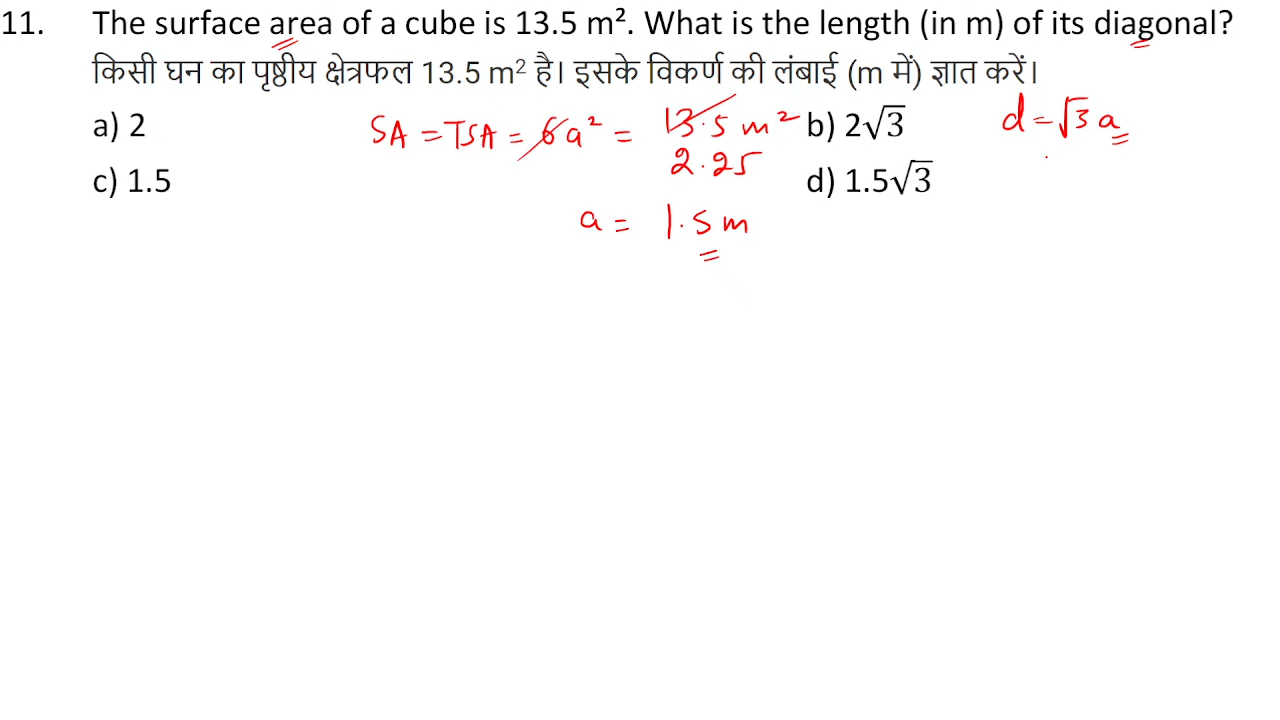 11. The surface area of a cube is 13.5 m². What is the length (in m) of its diagonal?
किसी घन का पृष्ठीय क्षेत्रफल 13.5 m² है। इसके विकर्ण की लंबाई (m में) ज्ञात करें।
a) 2 SA = TSA = 6a² = 13.5 m² b) 2√3 d = √3 a
2.25
c) 1.5 d) 1.5√3
a = 1.5 m